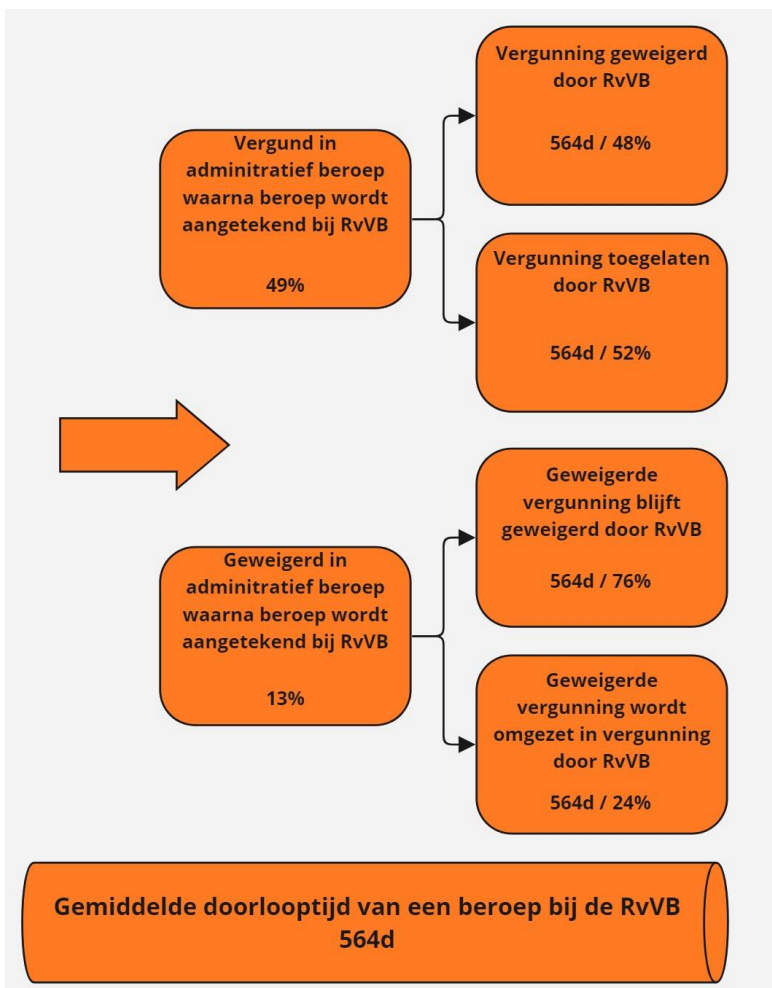 Vergund in
adminitratief beroep
waarna beroep wordt
aangetekend bij RvVB
49%
Vergunning geweigerd
door RvVB
564d / 48%
Vergunning toegelaten
door RvVB
564d / 52%
Geweigerd in
adminitratief beroep
waarna beroep wordt
aangetekend bij RvVB
13%
Geweigerde
vergunning blijft
geweigerd door RvVB
564d / 76%
Geweigerde
vergunning wordt
omgezet in vergunning
door RvVB
564d / 24%
Gemiddelde doorlooptijd van een beroep bij de RvVB
564d